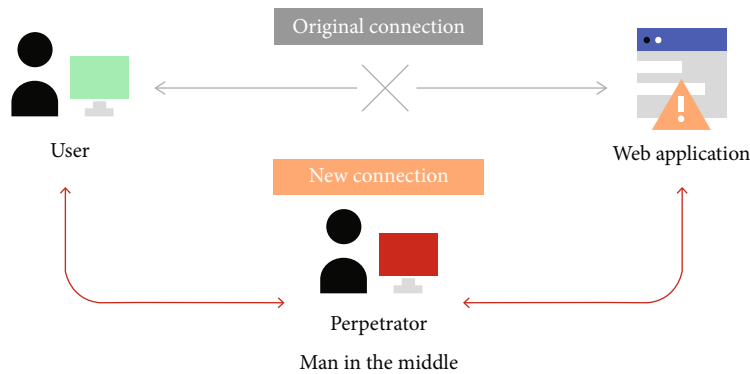 Original connection
User
Web application
New connection
Perpetrator
Man in the middle